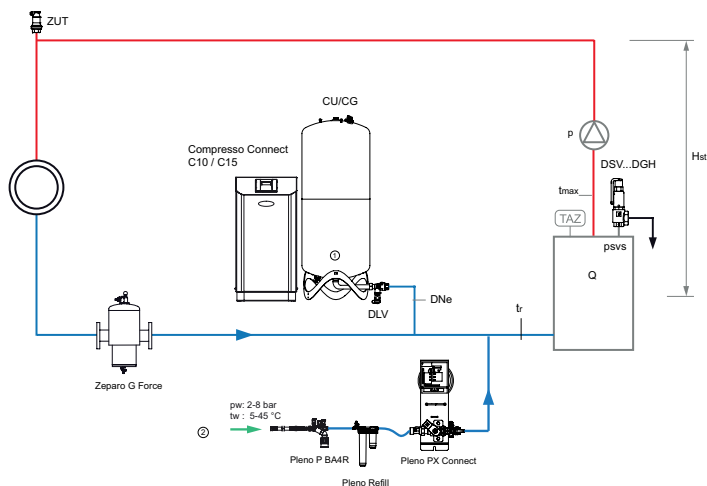 ZUT
CU/CG
Compresso Connect
C10 / C15
p
Hst
DSV...DGH
tmax
TAZ
psvs
Q
1
DNe
DLV
tr
Zeparo G Force
pw: 2-8 bar
tw : 5-45 °C
2
Pleno P BA4R
Pleno PX Connect
Pleno Refill